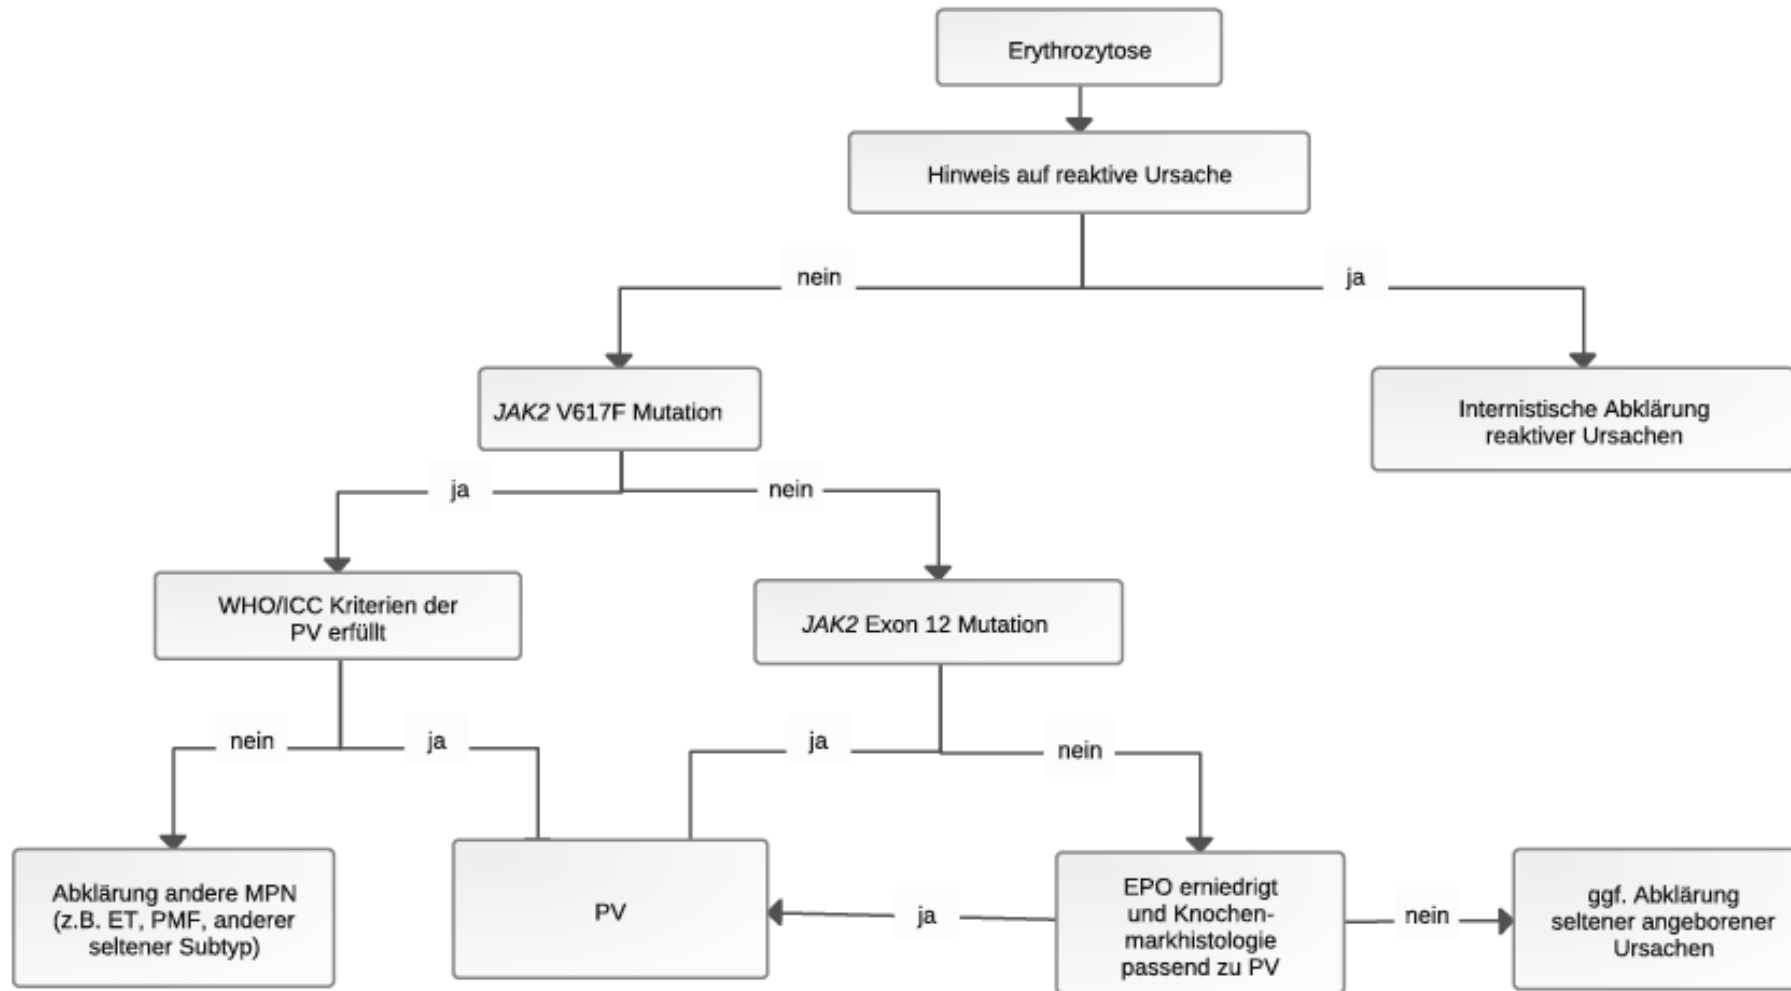 Erythrozytose
Hinweis auf reaktive Ursache
nein
ja
JAK2 V617F Mutation
Internistische Abklärung
reaktiver Ursachen
ja
nein
WHO/ICC Kriterien der
PV erfüllt
JAK2 Exon 12 Mutation
nein
ja
ja
nein
Abklärung andere MPN
(z.B. ET, PMF, anderer
seltener Subtyp)
PV
ja
EPO erniedrigt
und Knochen-
markhistologie
passend zu PV
nein
ggf. Abklärung
seltener angeborener
Ursachen